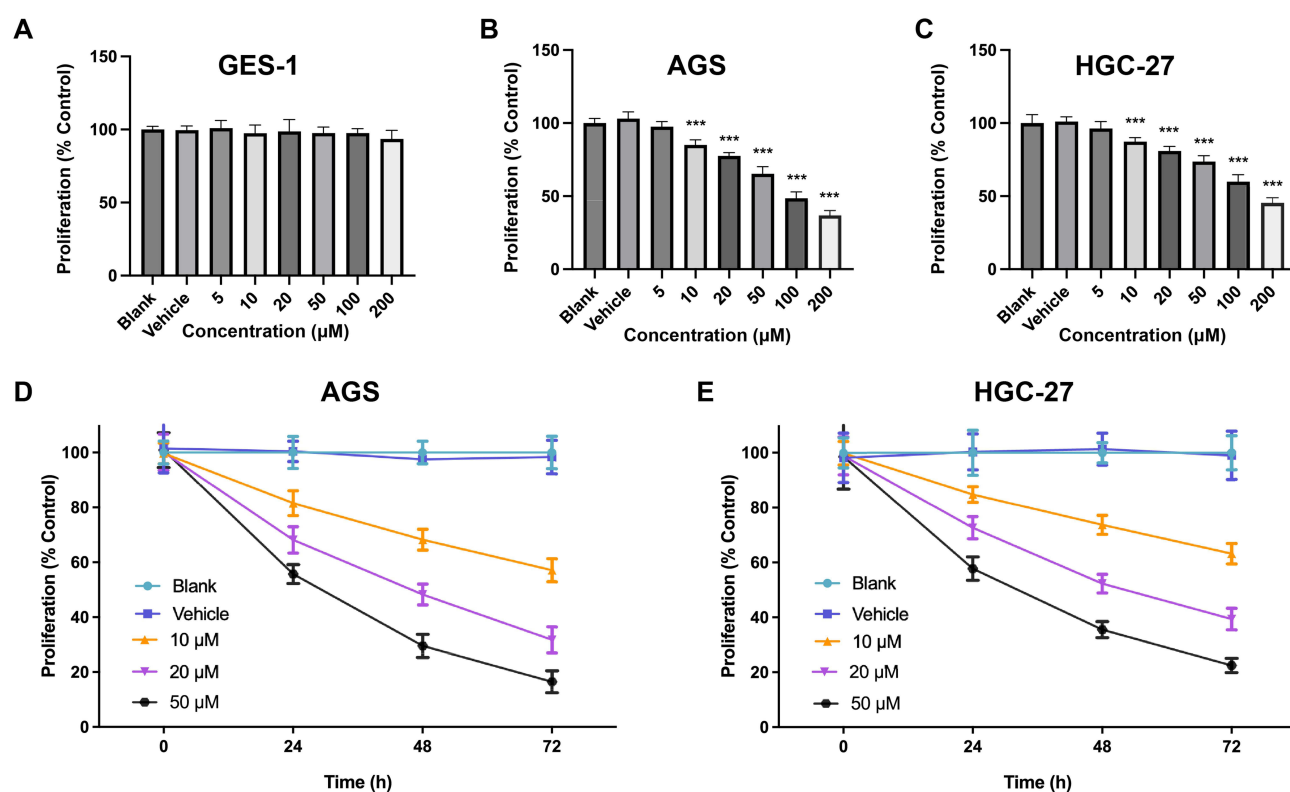 A
GES-1
Proliferation (% Control)
150
100
50
0
Blank
Vehicle
5
10
20
50
100
200
Concentration (µM)
B
AGS
Proliferation (% Control)
150
100
50
0
***
***
***
***
***
Blank
Vehicle
5
10
20
50
100
200
Concentration (µM)
C
HGC-27
Proliferation (% Control)
150
100
50
0
***
***
***
***
***
Blank
Vehicle
5
10
20
50
100
200
Concentration (µM)
D
AGS
Proliferation (% Control)
100
80
60
40
20
0
Blank
Vehicle
10 µM
20 µM
50 µM
0
24
48
72
Time (h)
E
HGC-27
Proliferation (% Control)
100
80
60
40
20
0
Blank
Vehicle
10 µM
20 µM
50 µM
0
24
48
72
Time (h)